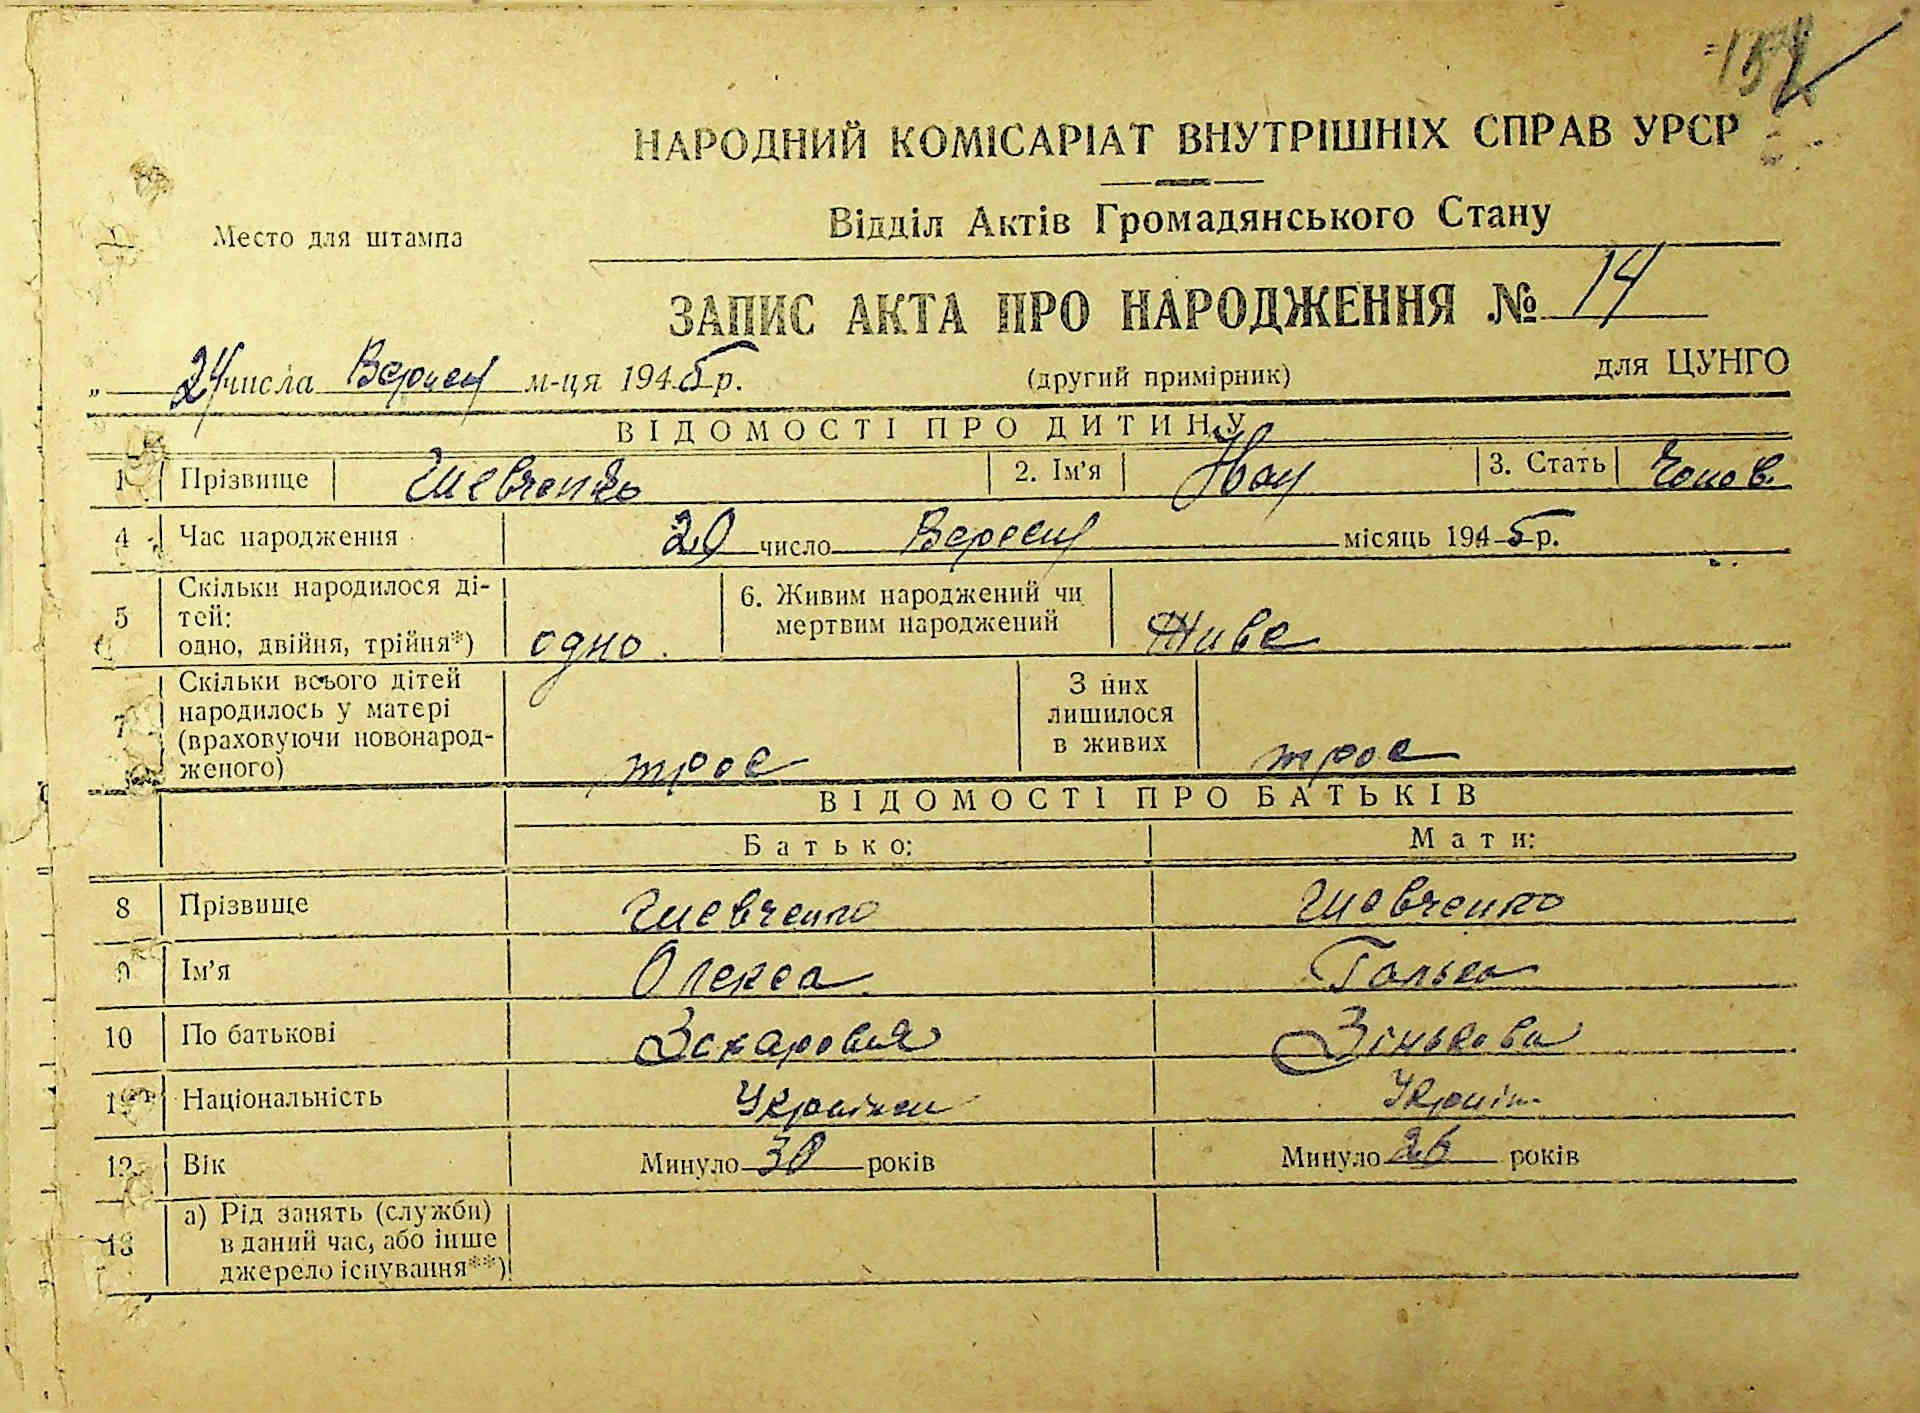 НАРОДНИЙ КОМІСАРІАТ ВНУТРІШНІХ СПРАВ УРСР
Место для штампа
Відділ Актів Громадянського Стану
ЗАПИС АКТА ПРО НАРОДЖЕННЯ № 14
„ 24 числа Вересня м-ця 1945 р. (другий примірник) для ЦУНГО
ВІДОМОСТІ ПРО ДИТИНУ
1 Прізвище Шевченко 2. Ім'я Іван 3. Стать Чолов.
4 Час народження 20 число Вересня місяць 1945 р.
5 Скільки народилося ді-
тей:
одно, двійня, трійня*) одно.
6. Живим народжений чи
мертвим народжений Живе
7 Скільки всього дітей
народилось у матері
(враховуючи новонарод-
женого) троє
З них
лишилося
в живих троє
ВІДОМОСТІ ПРО БАТЬКІВ
Батько: Мати:
8 Прізвище Шевченко Шевченко
9 Ім'я Олекса Галька
10 По батькові Зінькова
11 Національність
12 Вік Минуло 30 років Минуло 26 років
13 а) Рід занять (служби)
в даний час, або інше
джерело існування**)